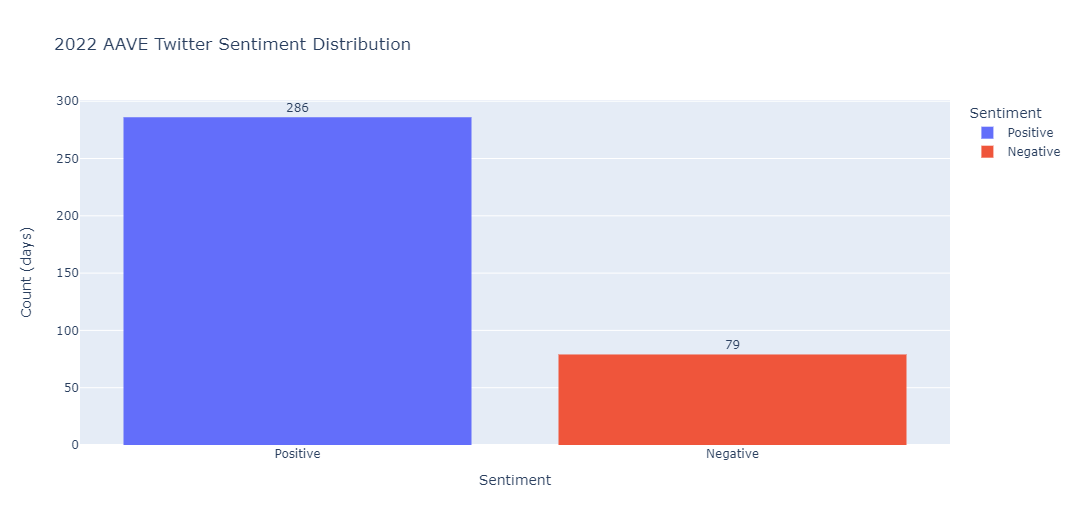 2022 AAVE Twitter Sentiment Distribution
300
250
200
150
100
50
0
Count (days)
286
79
Positive
Negative
Sentiment
Sentiment
Positive
Negative